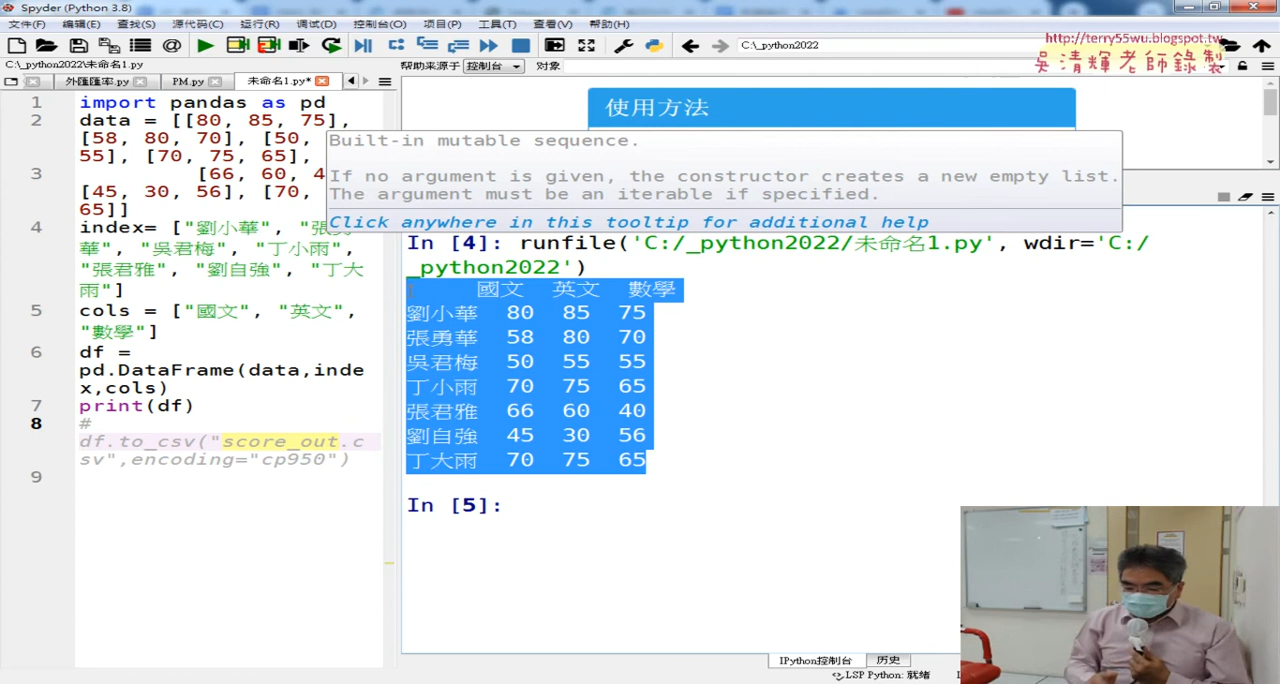 Spyder (Python 3.8)
文件(F) 编辑(E) 查找(S) 源代码(C) 运行(R) 调试(D) 控制台(O) 项目(P) 工具(T) 查看(V) 帮助(H)
C:\_python2022
http://terry55wu.blogspot.tw
吳清輝老師錄製
C:\_python2022\未命名1.py
帮助来源于 控制台 对象
外匯匯率.py PM.py 未命名1.py*
1 import pandas as pd
2 data = [[80, 85, 75],
[58, 80, 70], [50,
55], [70, 75, 65],
3 [66, 60, 4
[45, 30, 56], [70,
65]]
4 index= ["劉小華", "張
華", "吳君梅", "丁小雨",
"張君雅", "劉自強", "丁大
雨"]
5 cols = ["國文", "英文",
"數學"]
6 df =
pd.DataFrame(data,inde
x,cols)
7 print(df)
8 #
df.to_csv("score_out.c
sv",encoding="cp950")
9
使用方法
Built-in mutable sequence.
If no argument is given, the constructor creates a new empty list.
The argument must be an iterable if specified.
Click anywhere in this tooltip for additional help
In [4]: runfile('C:/_python2022/未命名1.py', wdir='C:/
_python2022')
國文 英文 數學
劉小華 80 85 75
張勇華 58 80 70
吳君梅 50 55 55
丁小雨 70 75 65
張君雅 66 60 40
劉自強 45 30 56
丁大雨 70 75 65
In [5]:
IPython控制台 历史
LSP Python: 就绪